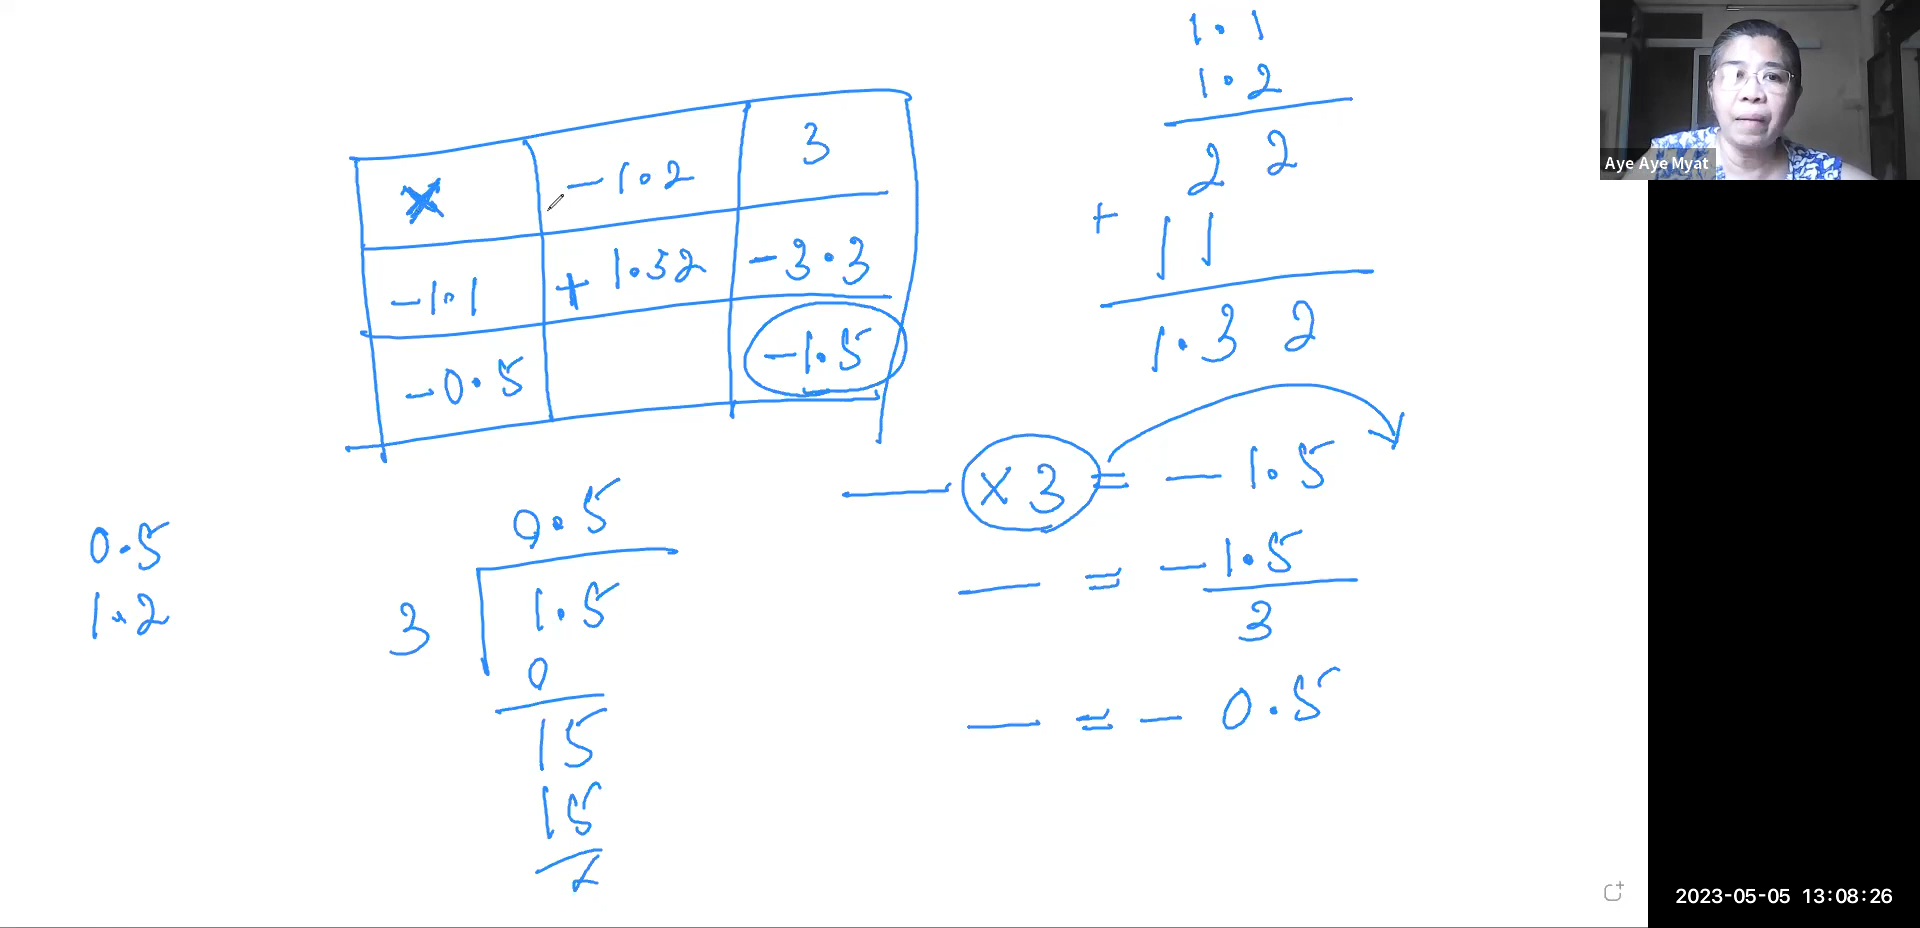 × -1.2 3
-1.1 +1.32 -3.3
-0.5 -1.5
1.1
1.2
2 2
+ 1 1
1.3 2
— ×3 = -1.5
— = -1.5
3
— = -0.5
0.5
3 1.5
0
15
15
0.5
1.2
Aye Aye Myat
2023-05-05 13:08:26